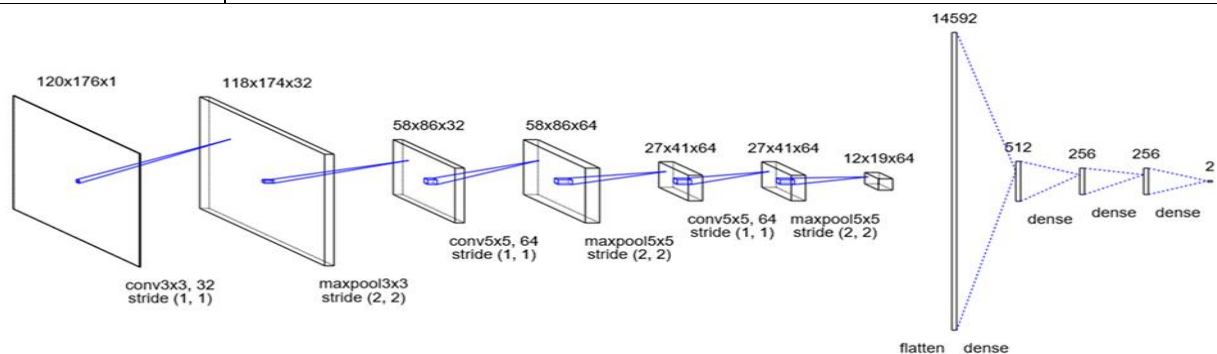 120x176x1
conv3x3, 32
stride (1, 1)
118x174x32
maxpool3x3
stride (2, 2)
58x86x32
conv5x5, 64
stride (1, 1)
58x86x64
maxpool5x5
stride (2, 2)
27x41x64
conv5x5, 64
stride (1, 1)
27x41x64
maxpool5x5
stride (2, 2)
12x19x64
14592
flatten
dense
512
dense
256
dense
256
dense
2